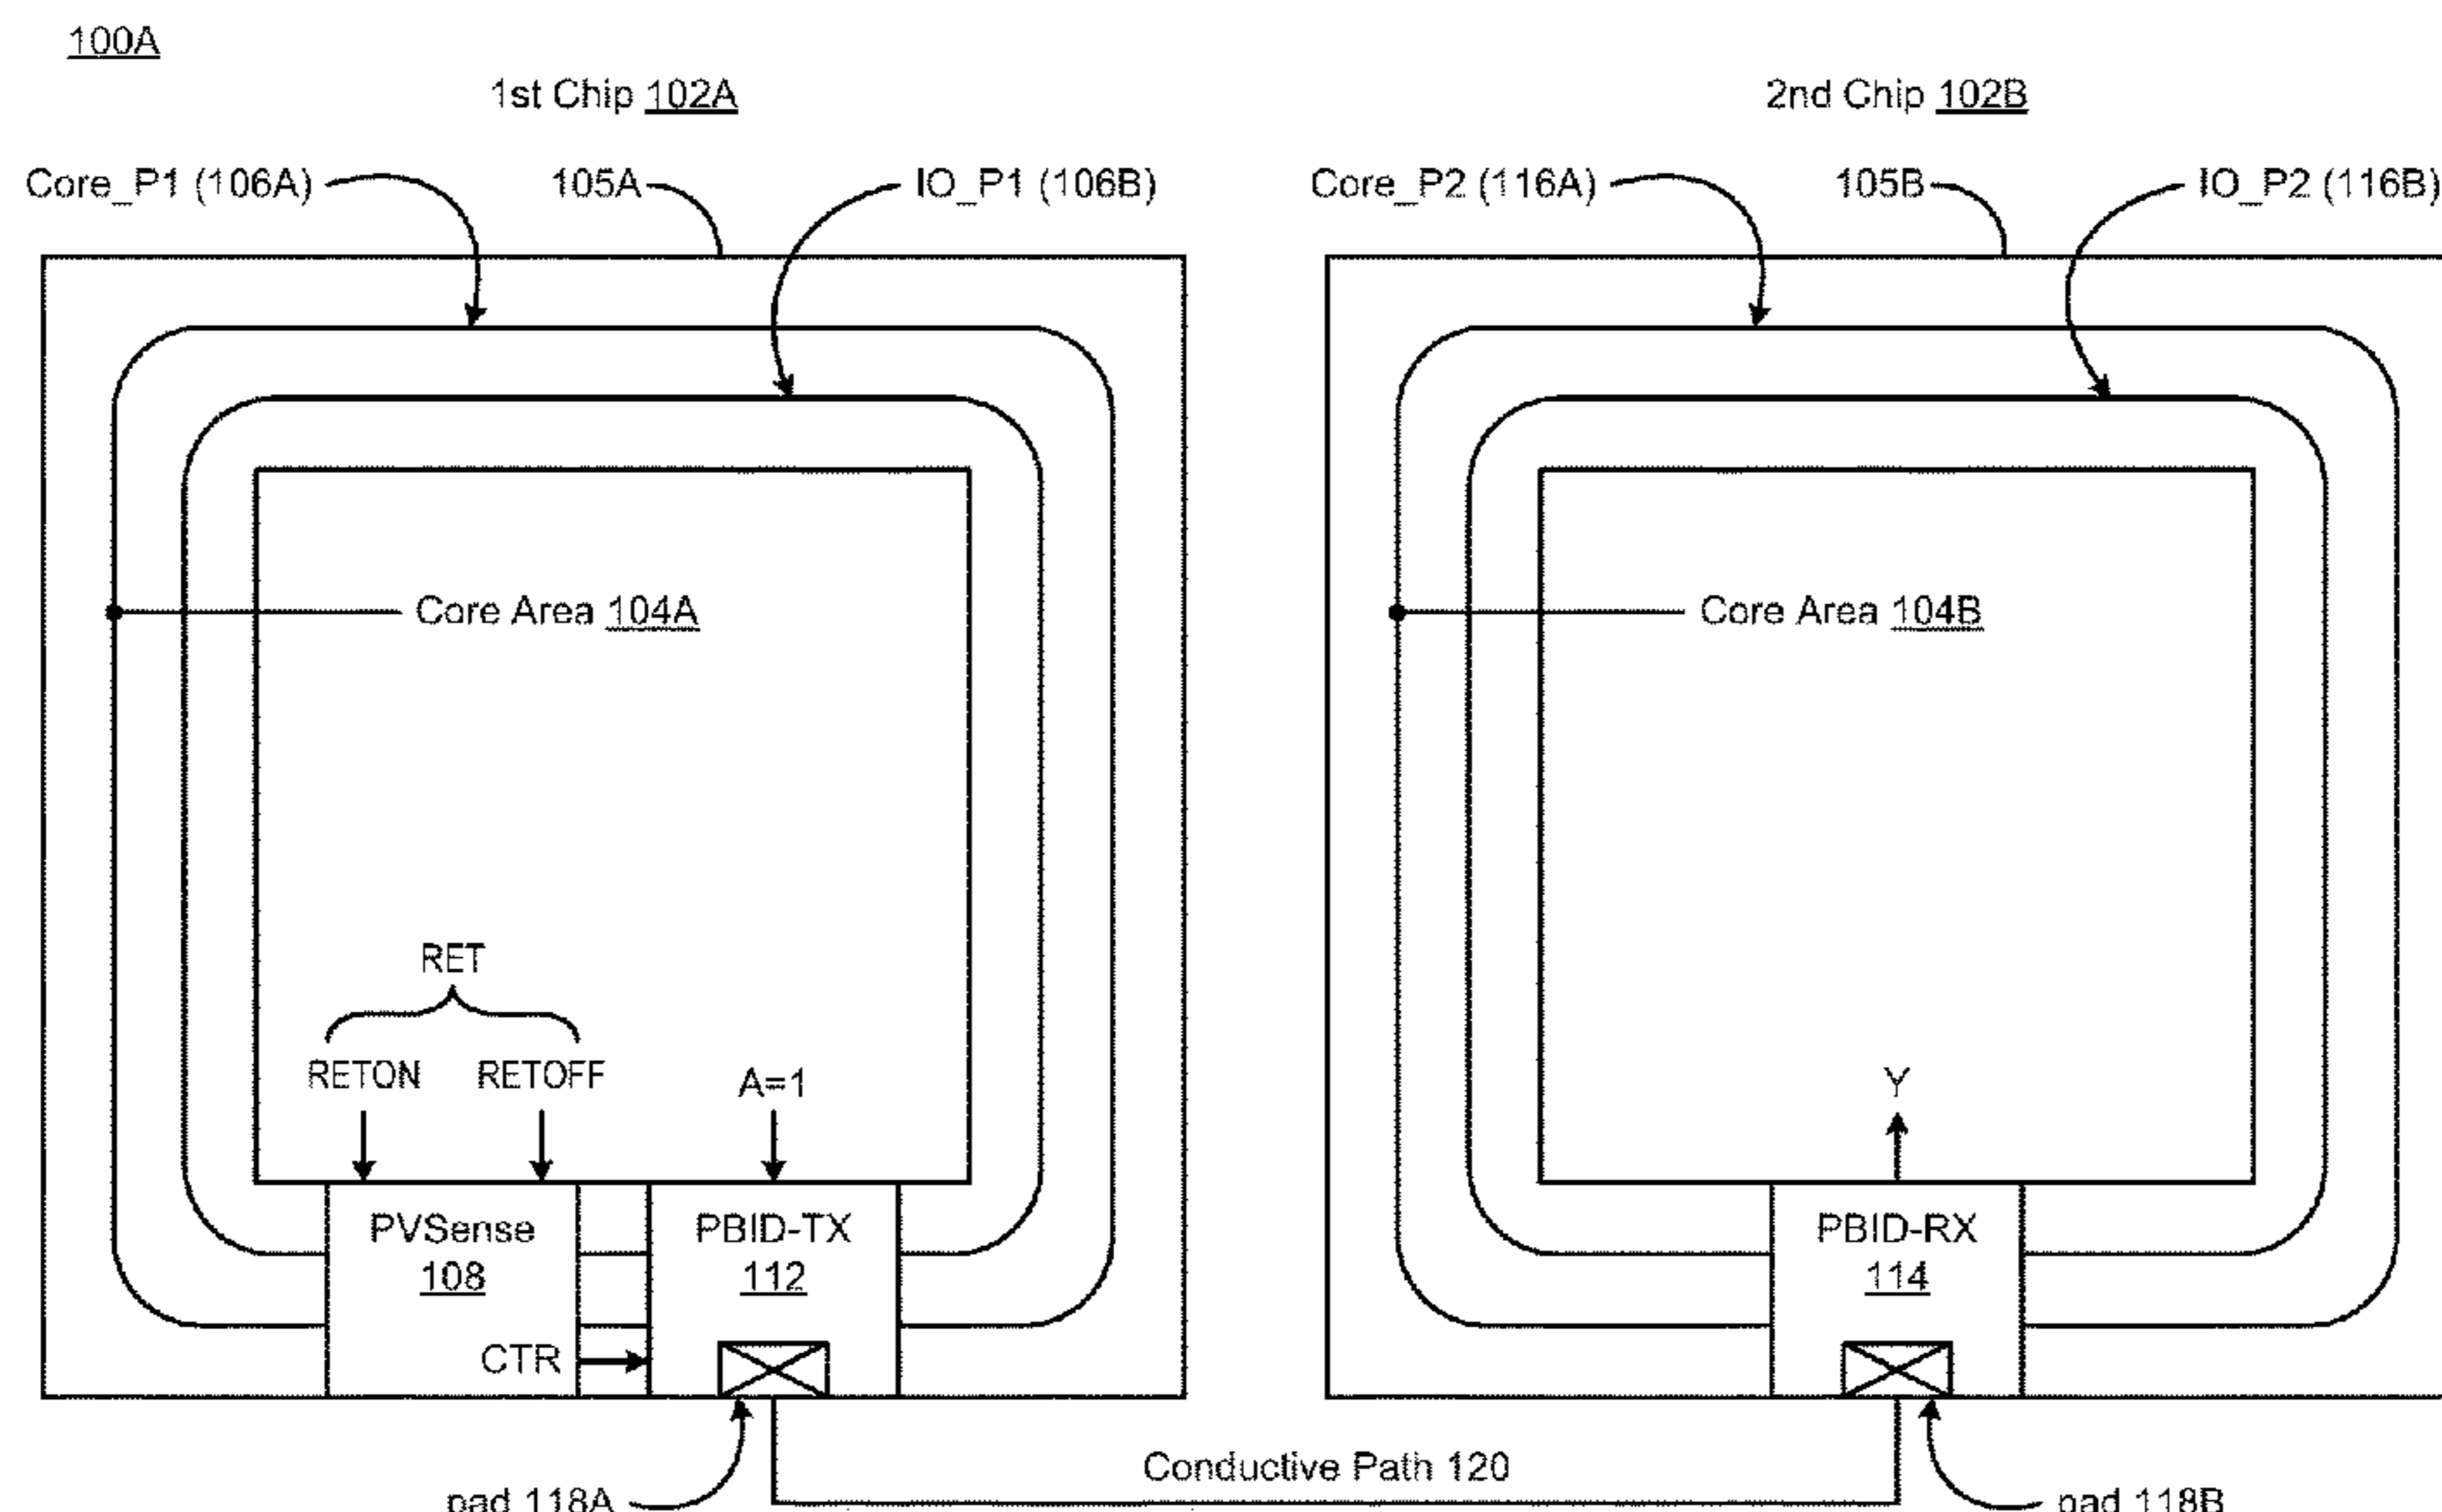 100A
1st Chip 102A
2nd Chip 102B
Core_P1 (106A)
105A
IO_P1 (106B)
Core_P2 (116A)
105B
IO_P2 (116B)
Core Area 104A
Core Area 104B
RET
RETON
RETOFF
A=1
Y
PVSense
108
PBID-TX
112
PBID-RX
114
CTR
Conductive Path 120
pad 118A
pad 118B